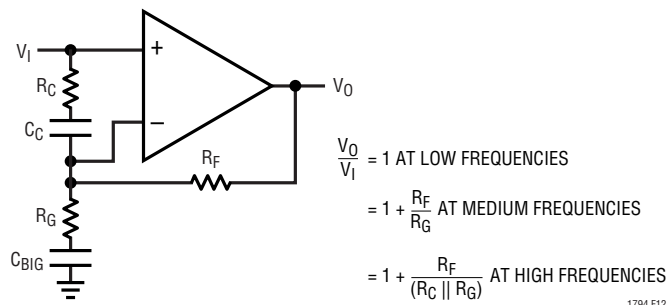 V_I
+
R_C
C_C
−
V_O
R_F
R_G
C_BIG
V_O / V_I = 1 AT LOW FREQUENCIES
= 1 + R_F / R_G AT MEDIUM FREQUENCIES
= 1 + R_F / (R_C || R_G) AT HIGH FREQUENCIES
1794 F12